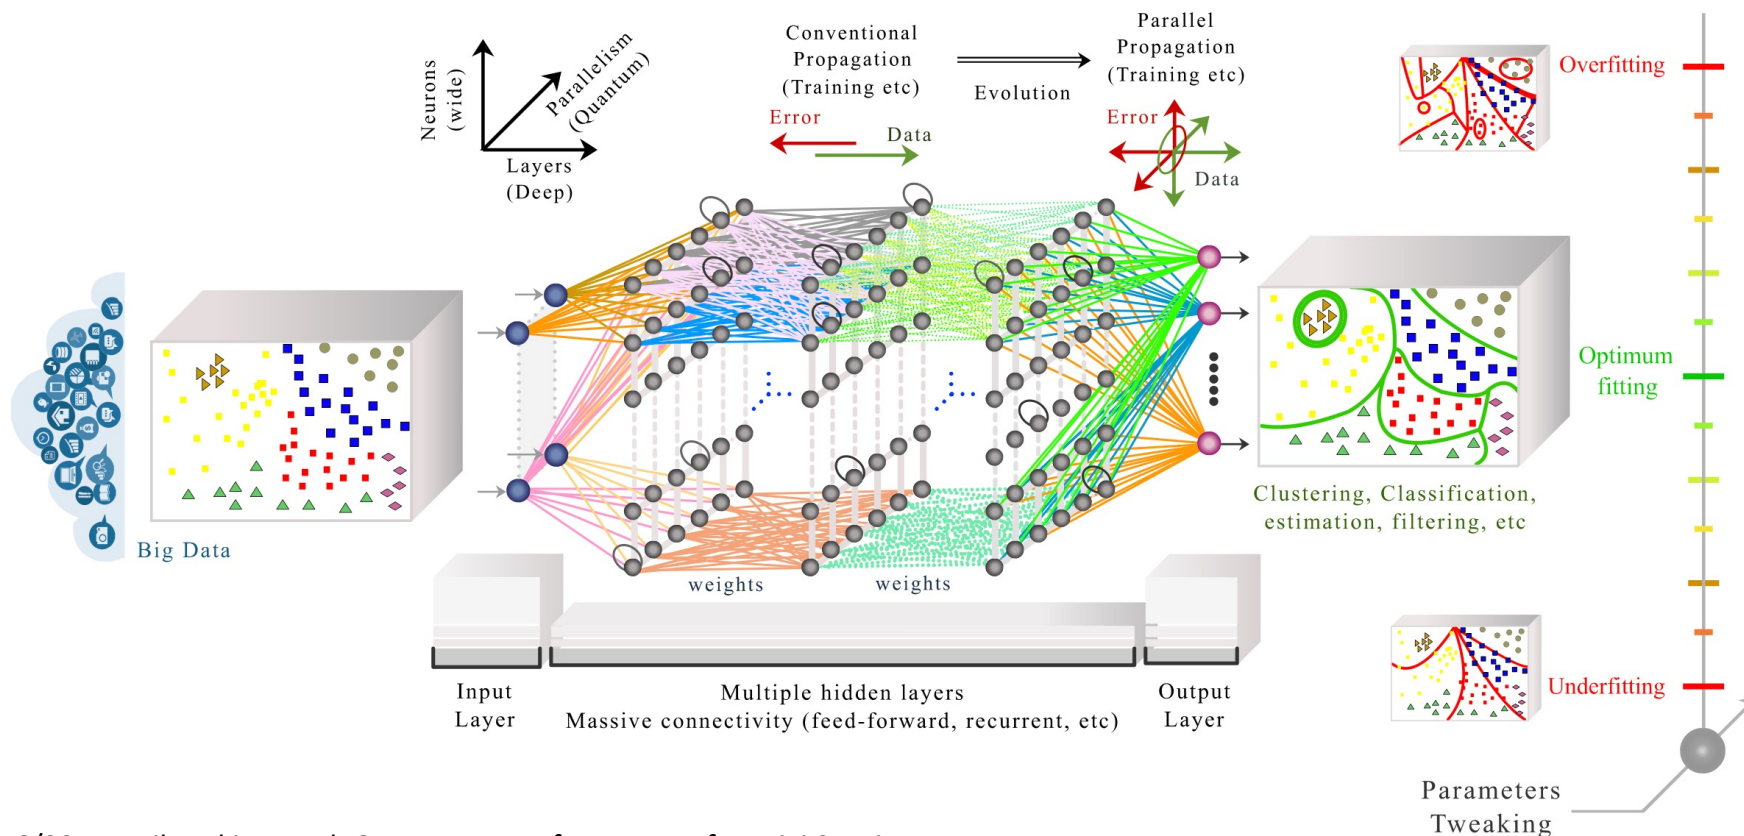 Neurons
(wide)
Parallelism
(Quantum)
Layers
(Deep)
Conventional
Propagation
(Training etc)
Evolution
Parallel
Propagation
(Training etc)
Error
Data
Error
Data
Overfitting
Optimum
fitting
Underfitting
Big Data
weights
weights
Clustering, Classification,
estimation, filtering, etc
Input
Layer
Multiple hidden layers
Massive connectivity (feed-forward, recurrent, etc)
Output
Layer
Parameters
Tweaking